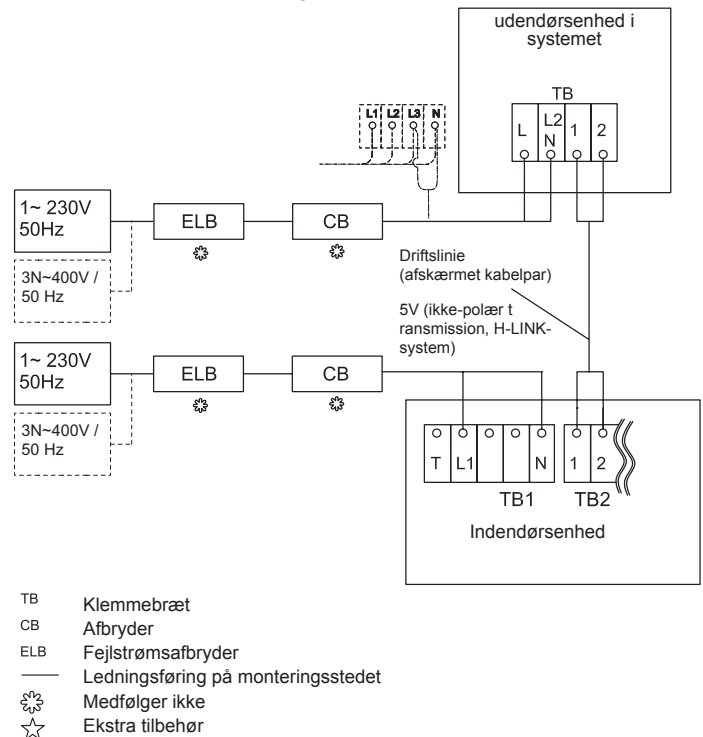 udendørsenhed i
systemet
TB
L1 L2 L3 N
L L2 N 1 2
1~ 230V
50Hz
ELB
CB
3N~400V /
50 Hz
Driftslinie
(afskærmet kabelpar)
5V (ikke-polær t
ransmission, H-LINK-
system)
1~ 230V
50Hz
ELB
CB
3N~400V /
50 Hz
T L1 N 1 2
TB1 TB2
Indendørsenhed
TB Klemmebræt
CB Afbryder
ELB Fejlstrømsafbryder
Ledningsføring på monteringsstedet
Medfølger ikke
Ekstra tilbehør